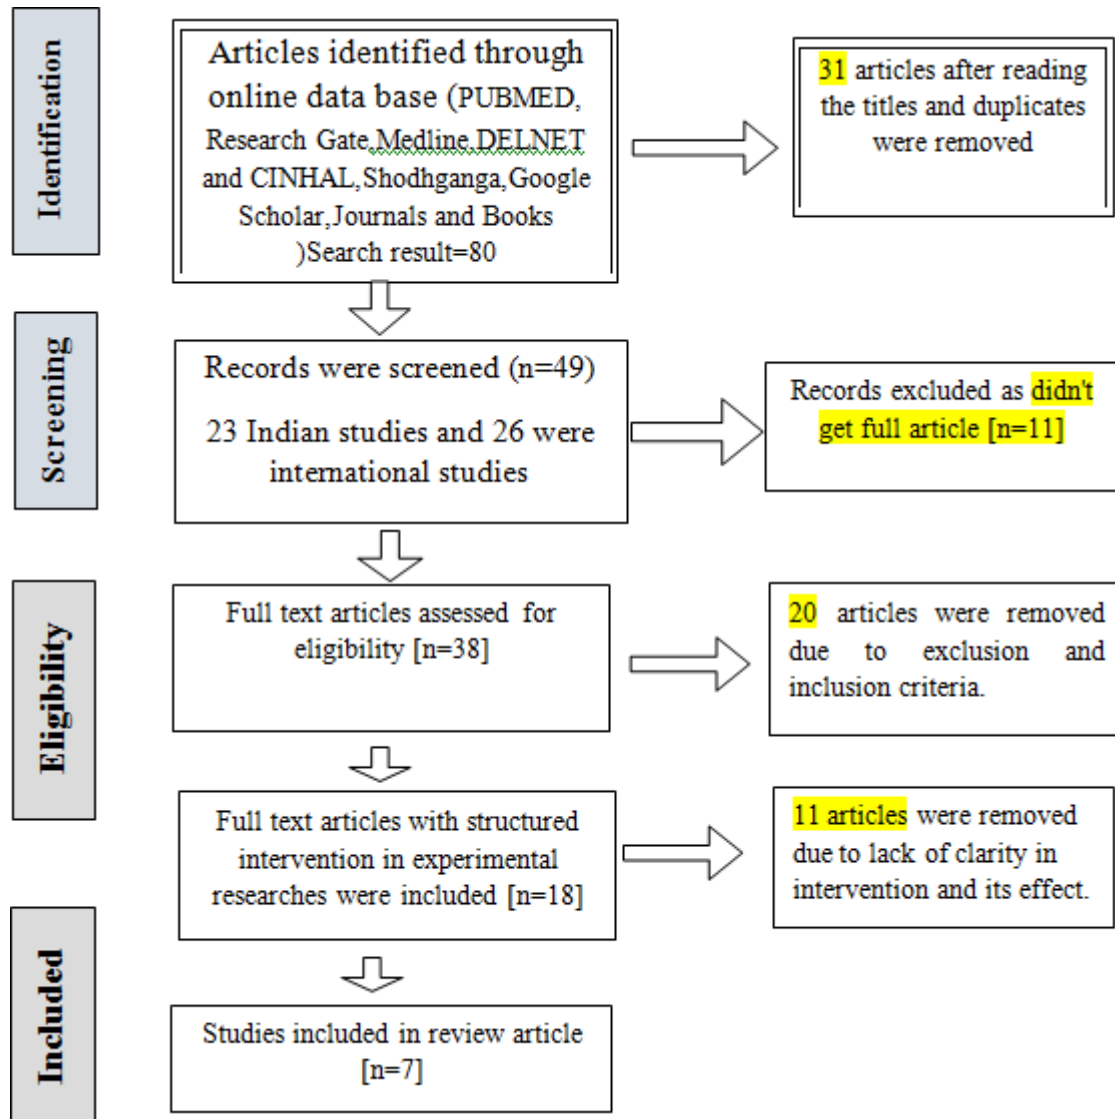 Identification
Articles identified through
online data base (PUBMED,
Research Gate,Medline,DELNET
and CINHAL,Shodhganga,Google
Scholar,Journals and Books
)Search result=80
31 articles after reading
the titles and duplicates
were removed
Screening
Records were screened (n=49)
23 Indian studies and 26 were
international studies
Records excluded as didn't
get full article [n=11]
Eligibility
Full text articles assessed for
eligibility [n=38]
20 articles were removed
due to exclusion and
inclusion criteria.
Full text articles with structured
intervention in experimental
researches were included [n=18]
11 articles were removed
due to lack of clarity in
intervention and its effect.
Included
Studies included in review article
[n=7]